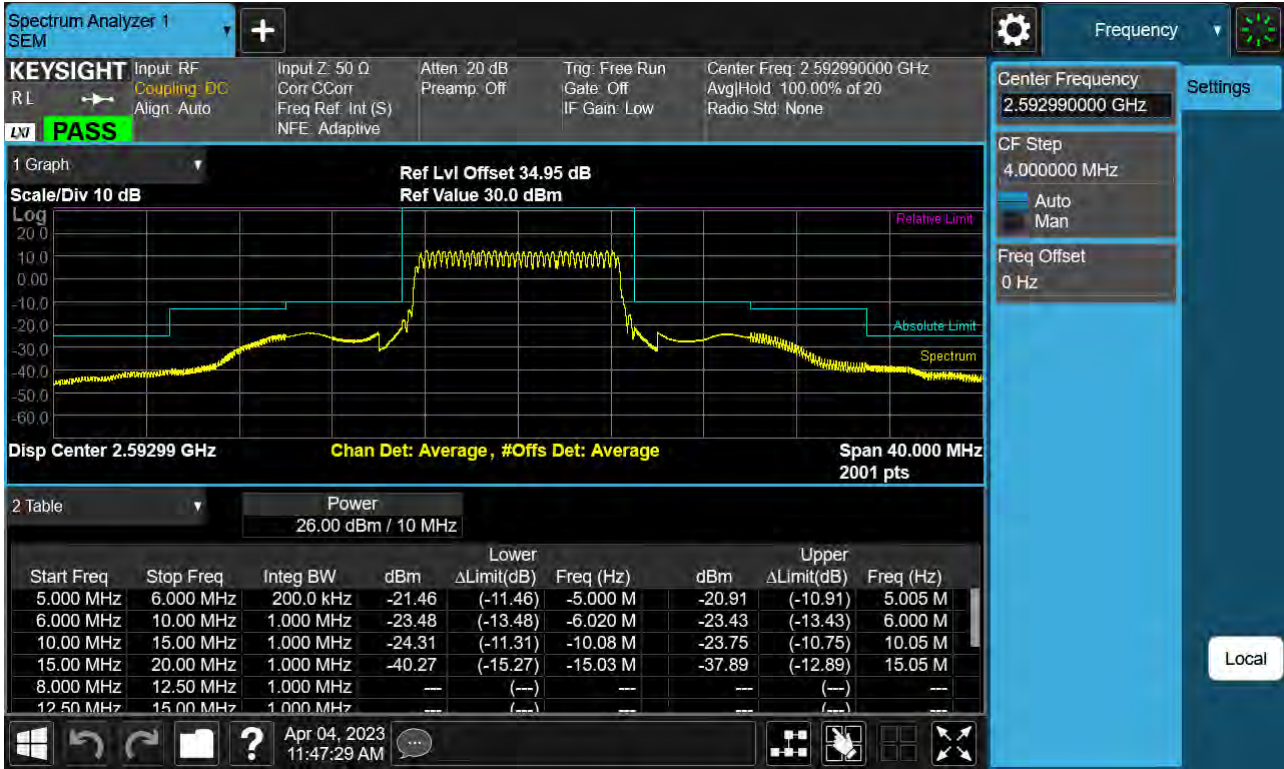 Spectrum Analyzer 1
SEM
Frequency
KEYSIGHT
R L
LXI
PASS
Input: RF
Coupling: DC
Align: Auto
Input Z: 50 Ω
Corr CCorr
Freq Ref: Int (S)
NFE: Adaptive
Atten: 20 dB
Preamp: Off
Trig: Free Run
Gate: Off
IF Gain: Low
Center Freq: 2.592990000 GHz
Avg|Hold: 100.00% of 20
Radio Std: None
Center Frequency
2.592990000 GHz
Settings
CF Step
4.000000 MHz
Auto
Man
Freq Offset
0 Hz
Local
1 Graph
Scale/Div 10 dB
Ref Lvl Offset 34.95 dB
Ref Value 30.0 dBm
Log
20.0
10.0
0.00
-10.0
-20.0
-30.0
-40.0
-50.0
-60.0
Relative Limit
Absolute Limit
Spectrum
Disp Center 2.59299 GHz
Chan Det: Average, #Offs Det: Average
Span 40.000 MHz
2001 pts
2 Table
Power
26.00 dBm / 10 MHz
Lower Upper
Start Freq Stop Freq Integ BW dBm ΔLimit(dB) Freq (Hz) dBm ΔLimit(dB) Freq (Hz)
5.000 MHz 6.000 MHz 200.0 kHz -21.46 (-11.46) -5.000 M -20.91 (-10.91) 5.005 M
6.000 MHz 10.00 MHz 1.000 MHz -23.48 (-13.48) -6.020 M -23.43 (-13.43) 6.000 M
10.00 MHz 15.00 MHz 1.000 MHz -24.31 (-11.31) -10.08 M -23.75 (-10.75) 10.05 M
15.00 MHz 20.00 MHz 1.000 MHz -40.27 (-15.27) -15.03 M -37.89 (-12.89) 15.05 M
8.000 MHz 12.50 MHz 1.000 MHz --- (---) --- --- (---) ---
12.50 MHz 15.00 MHz 1.000 MHz --- (---) --- --- (---) ---
?
Apr 04, 2023
11:47:29 AM